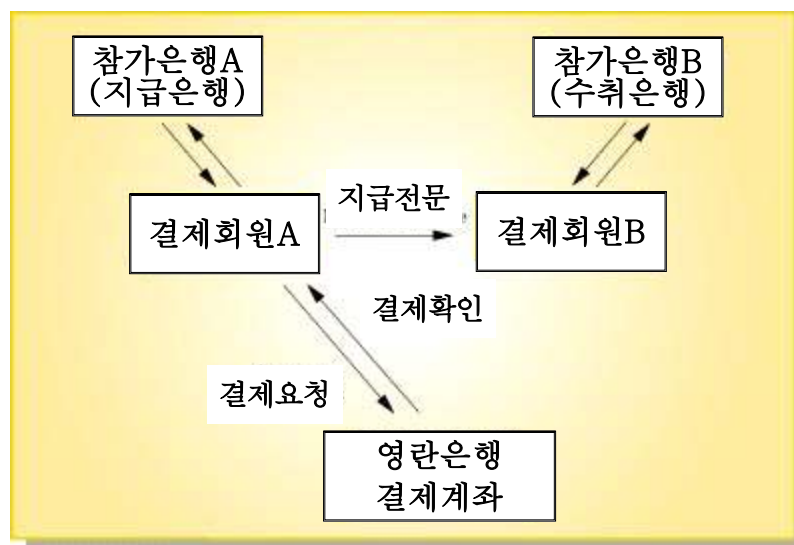 참가은행A
(지급은행)
참가은행B
(수취은행)
지급전문
결제회원A
결제회원B
결제확인
결제요청
영란은행
결제계좌